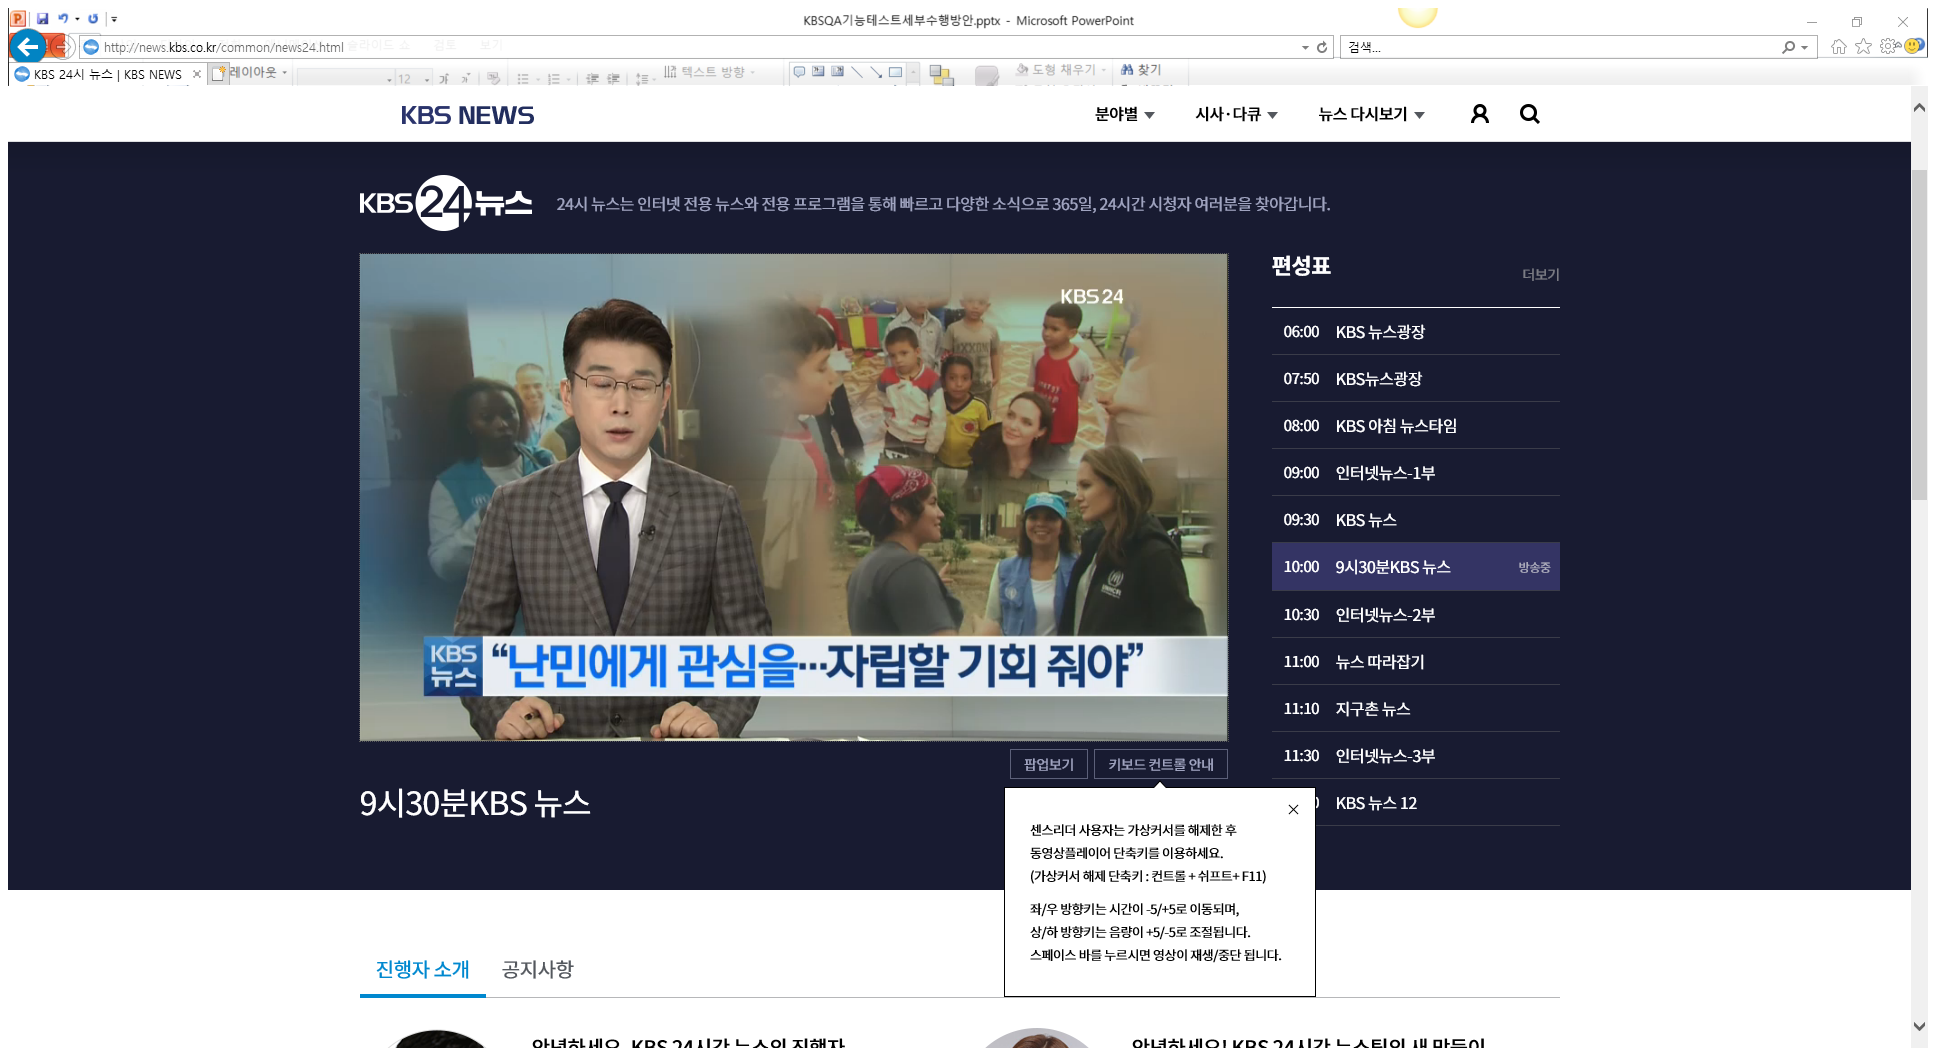 KBSQA기능테스트세부수행방안.pptx - Microsoft PowerPoint
http://news.kbs.co.kr/common/news24.html
슬라이드 쇼 검토 보기
검색...
KBS 24시 뉴스 | KBS NEWS
레이아웃
12
텍스트 방향
도형 채우기
찾기
KBS NEWS
분야별
시사·다큐
뉴스 다시보기
KBS 24 뉴스
24시 뉴스는 인터넷 전용 뉴스와 전용 프로그램을 통해 빠르고 다양한 소식으로 365일, 24시간 시청자 여러분을 찾아갑니다.
KBS 24
KBS 뉴스
“난민에게 관심을…자립할 기회 줘야”
편성표
더보기
06:00 KBS 뉴스광장
07:50 KBS뉴스광장
08:00 KBS 아침 뉴스타임
09:00 인터넷뉴스-1부
09:30 KBS 뉴스
10:00 9시30분KBS 뉴스 방송중
10:30 인터넷뉴스-2부
11:00 뉴스 따라잡기
11:10 지구촌 뉴스
11:30 인터넷뉴스-3부
KBS 뉴스 12
팝업보기
키보드 컨트롤 안내
9시30분KBS 뉴스
센스리더 사용자는 가상커서를 해제한 후
동영상플레이어 단축키를 이용하세요.
(가상커서 해제 단축키 : 컨트롤 + 쉬프트+ F11)
좌/우 방향키는 시간이 -5/+5로 이동되며,
상/하 방향키는 음량이 +5/-5로 조절됩니다.
스페이스 바를 누르시면 영상이 재생/중단 됩니다.
진행자 소개
공지사항
안녕하세요. KBS 24시간 뉴스의 진행자
안녕하세요! KBS 24시간 뉴스팀의 새 맏둥이